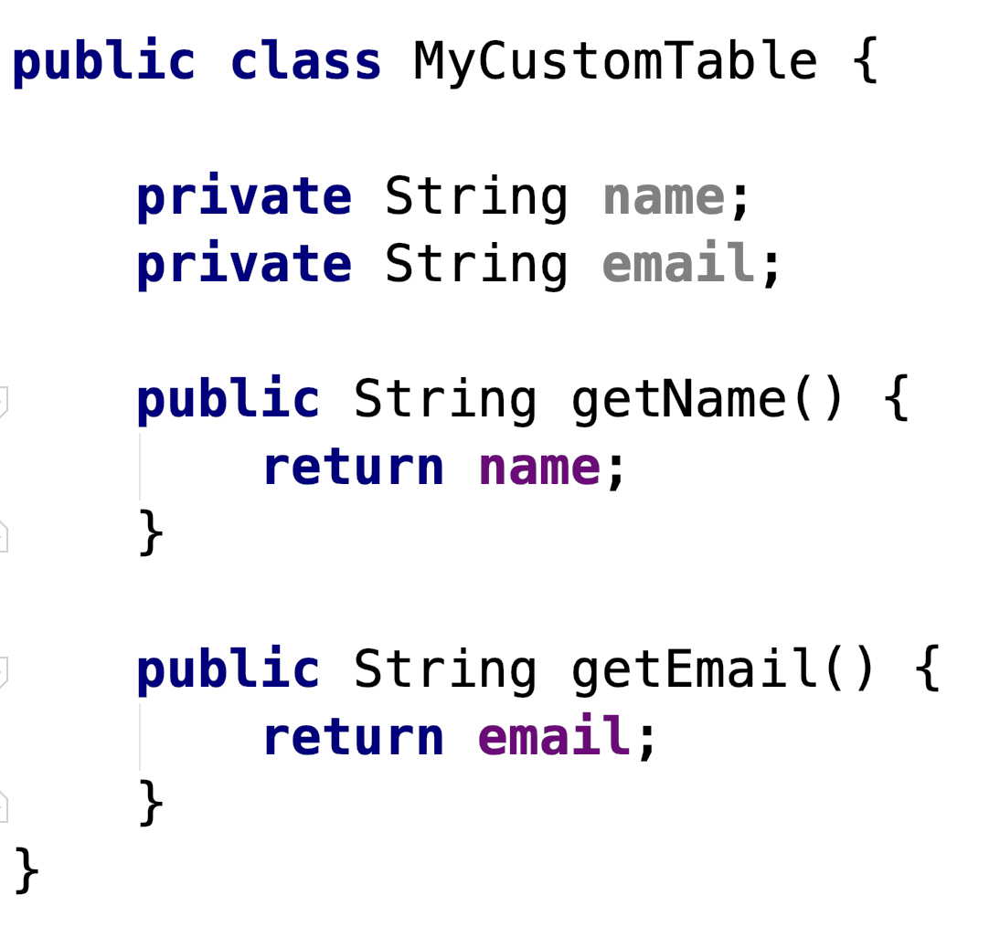 public class MyCustomTable {
private String name;
private String email;
public String getName() {
return name;
}
public String getEmail() {
return email;
}
}